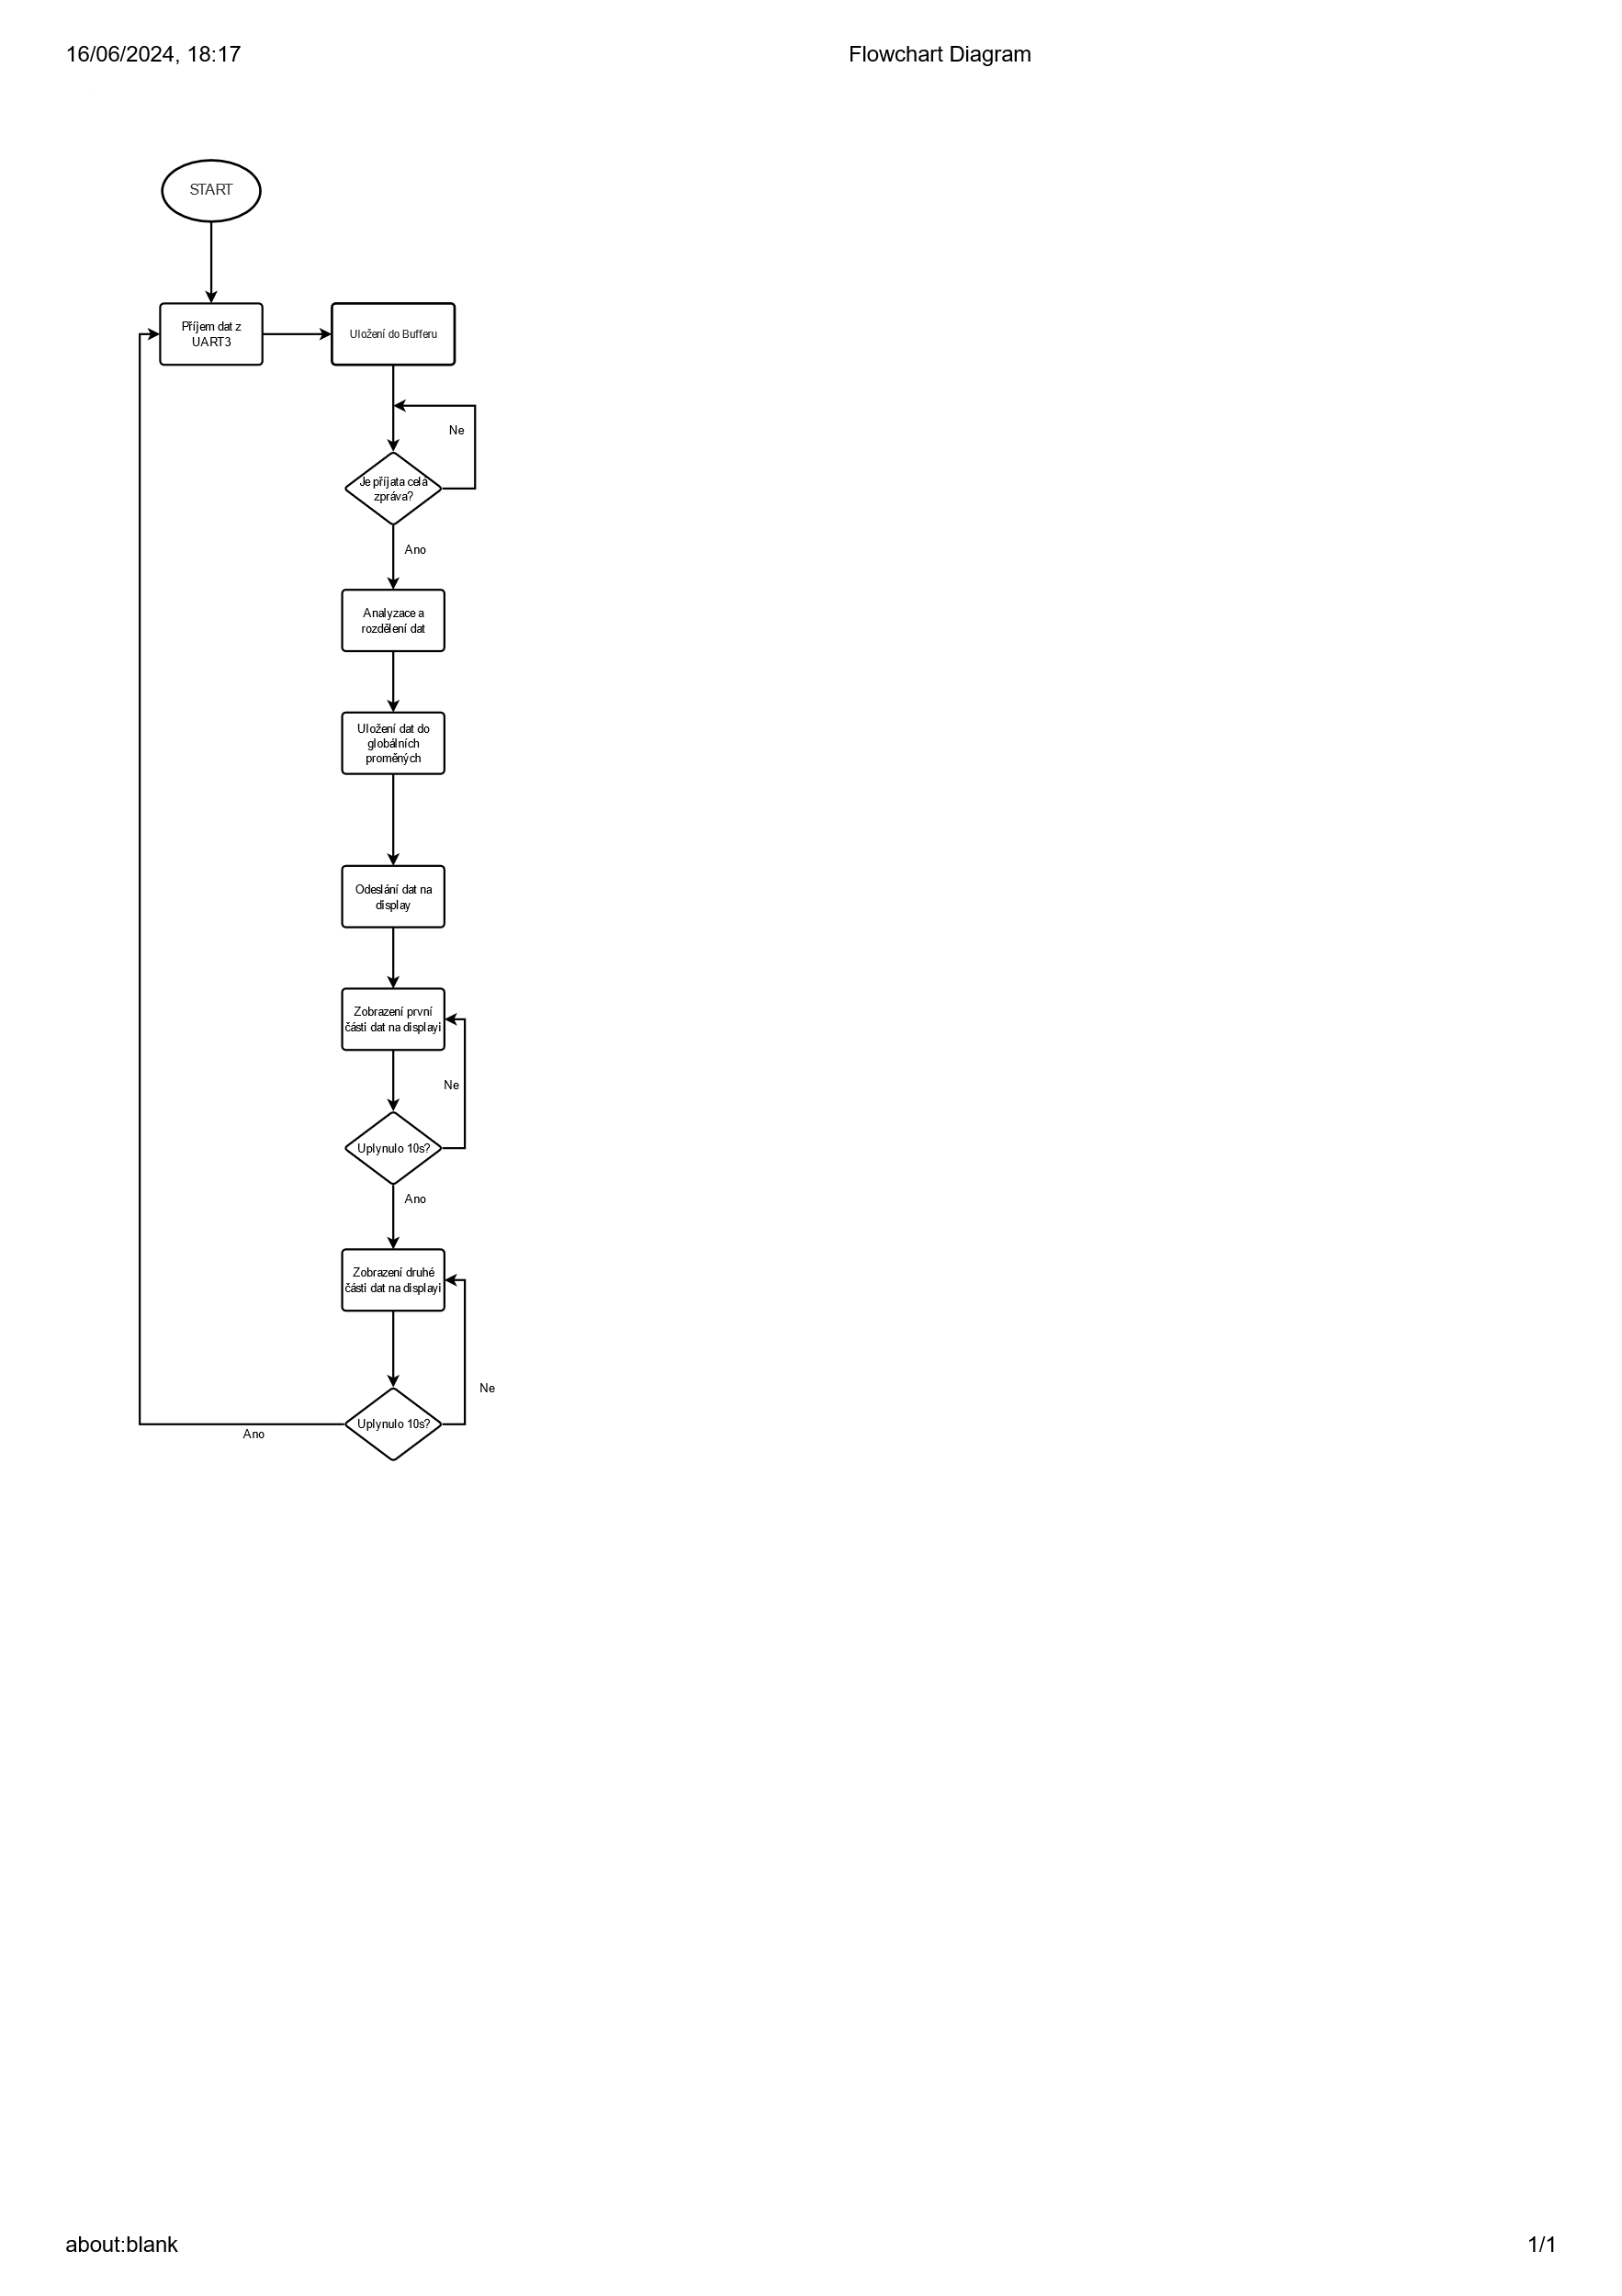 16/06/2024, 18:17
Flowchart Diagram
START
Příjem dat z
UART3
Uložení do Bufferu
Ne
Je příjata celá
zpráva?
Ano
Analyzace a
rozdělení dat
Uložení dat do
globálních
proměných
Odeslání dat na
display
Zobrazení první
části dat na displayi
Ne
Uplynulo 10s?
Ano
Zobrazení druhé
části dat na displayi
Ne
Uplynulo 10s?
Ano
about:blank
1/1